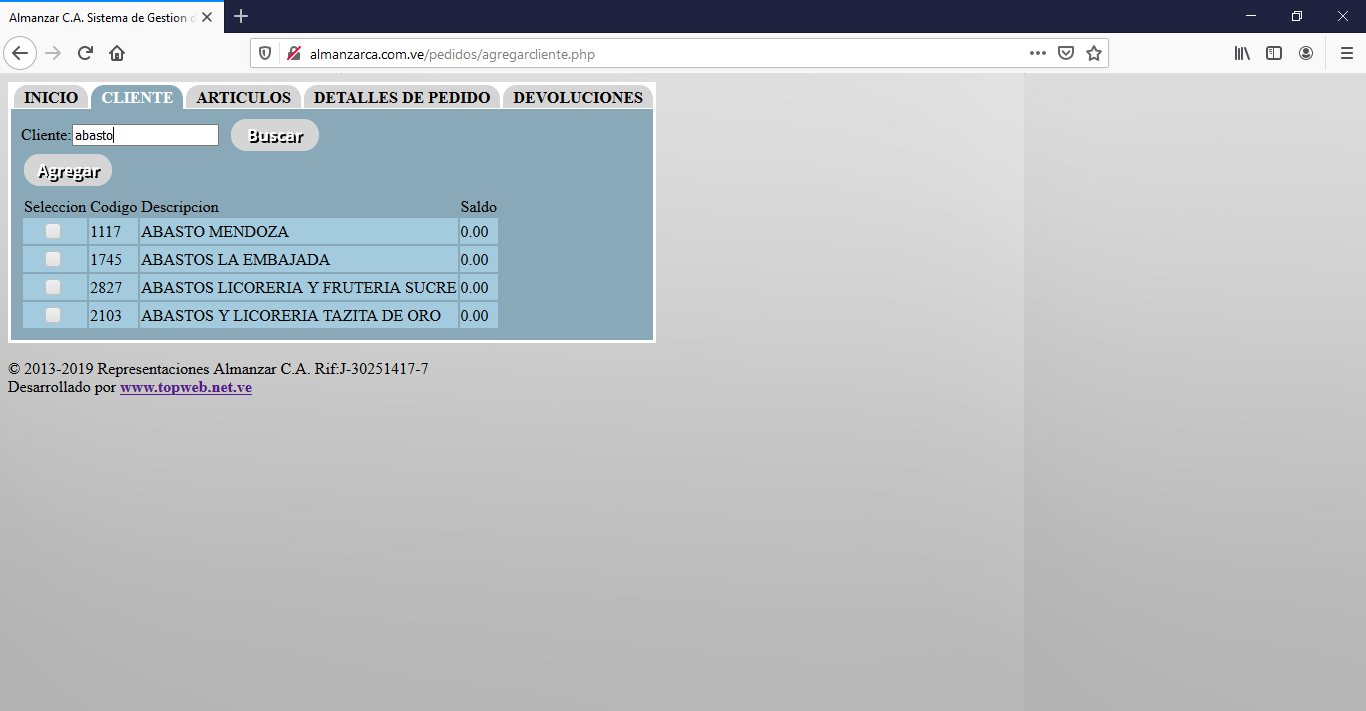 Almanzar C.A. Sistema de Gestion d
almanzarca.com.ve/pedidos/agregarcliente.php
INICIO CLIENTE ARTICULOS DETALLES DE PEDIDO DEVOLUCIONES
Cliente: abasto Buscar
Agregar
Seleccion Codigo Descripcion Saldo
1117 ABASTO MENDOZA 0.00
1745 ABASTOS LA EMBAJADA 0.00
2827 ABASTOS LICORERIA Y FRUTERIA SUCRE 0.00
2103 ABASTOS Y LICORERIA TAZITA DE ORO 0.00
© 2013-2019 Representaciones Almanzar C.A. Rif:J-30251417-7
Desarrollado por www.topweb.net.ve